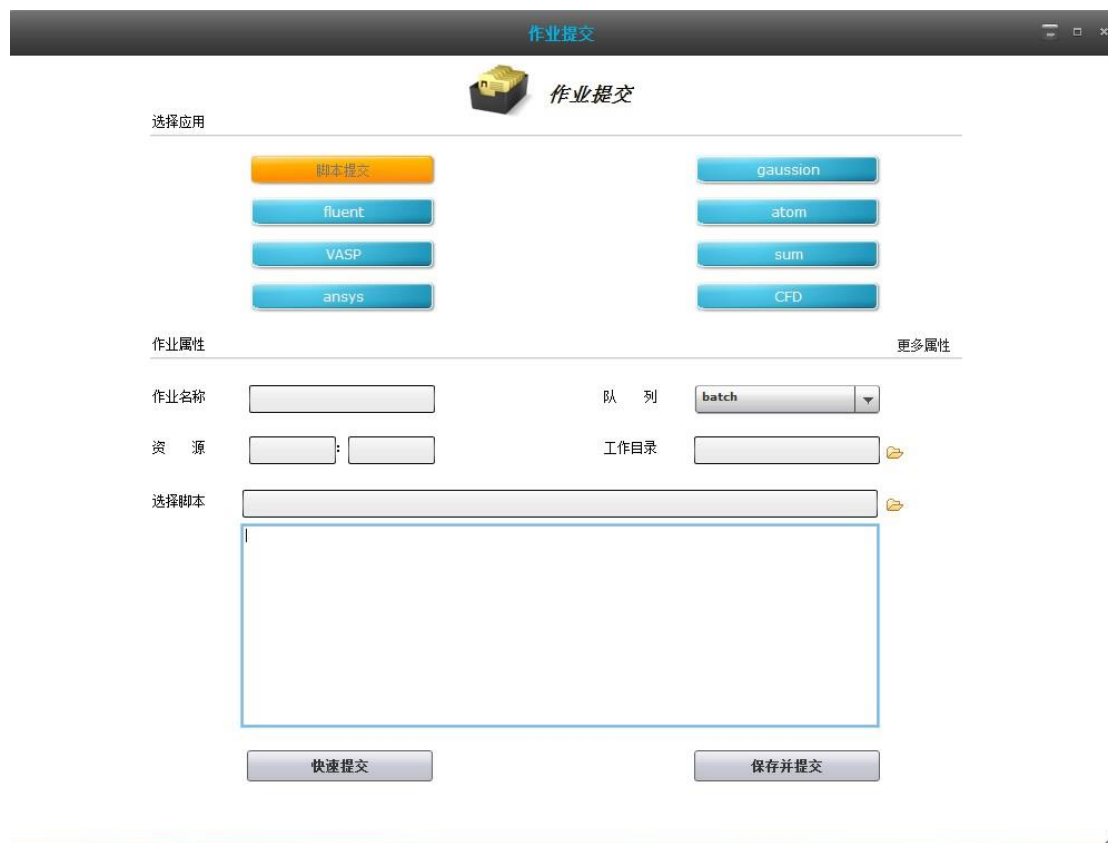 作业提交
作业提交
选择应用
脚本提交 gaussion
fluent atom
VASP sum
ansys CFD
作业属性 更多属性
作业名称 队 列 batch
资 源 : 工作目录
选择脚本
快速提交 保存并提交